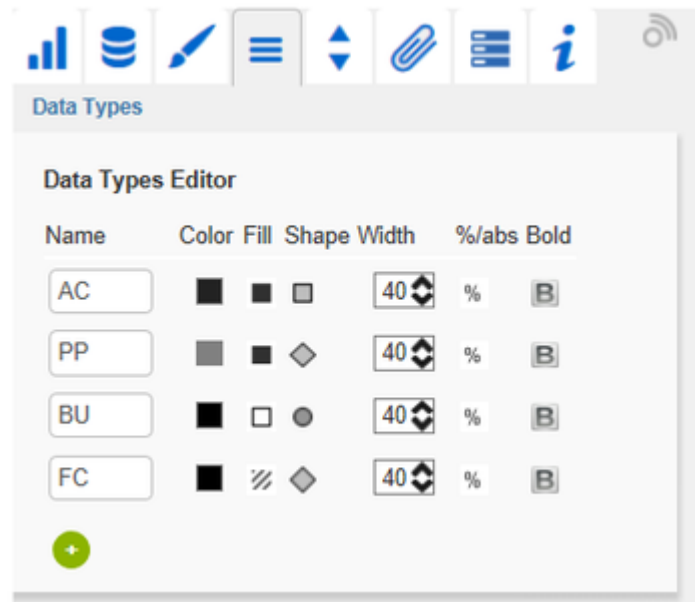 Data Types
Data Types Editor
Name Color Fill Shape Width %/abs Bold
AC 40 % B
PP 40 % B
BU 40 % B
FC 40 % B